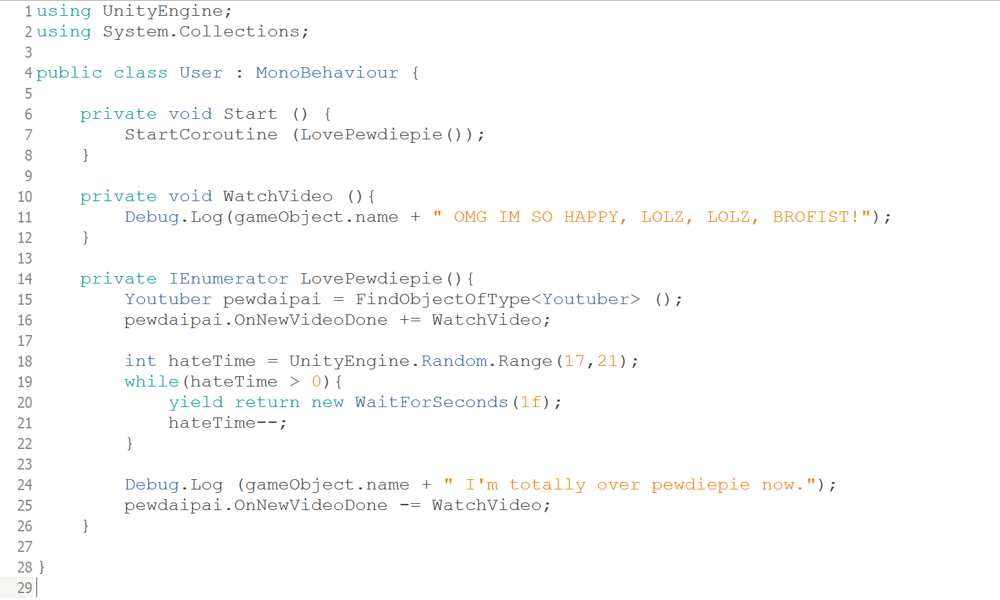 1 using UnityEngine;
2 using System.Collections;
3
4 public class User : MonoBehaviour {
5
6     private void Start () {
7         StartCoroutine (LovePewdiepie());
8     }
9
10     private void WatchVideo (){
11         Debug.Log(gameObject.name + " OMG IM SO HAPPY, LOLZ, LOLZ, BROFIST!");
12     }
13
14     private IEnumerator LovePewdiepie(){
15         Youtuber pewdaipai = FindObjectOfType<Youtuber> ();
16         pewdaipai.OnNewVideoDone += WatchVideo;
17
18         int hateTime = UnityEngine.Random.Range(17,21);
19         while(hateTime > 0){
20             yield return new WaitForSeconds(1f);
21             hateTime--;
22         }
23
24         Debug.Log (gameObject.name + " I'm totally over pewdiepie now.");
25         pewdaipai.OnNewVideoDone -= WatchVideo;
26     }
27
28 }
29